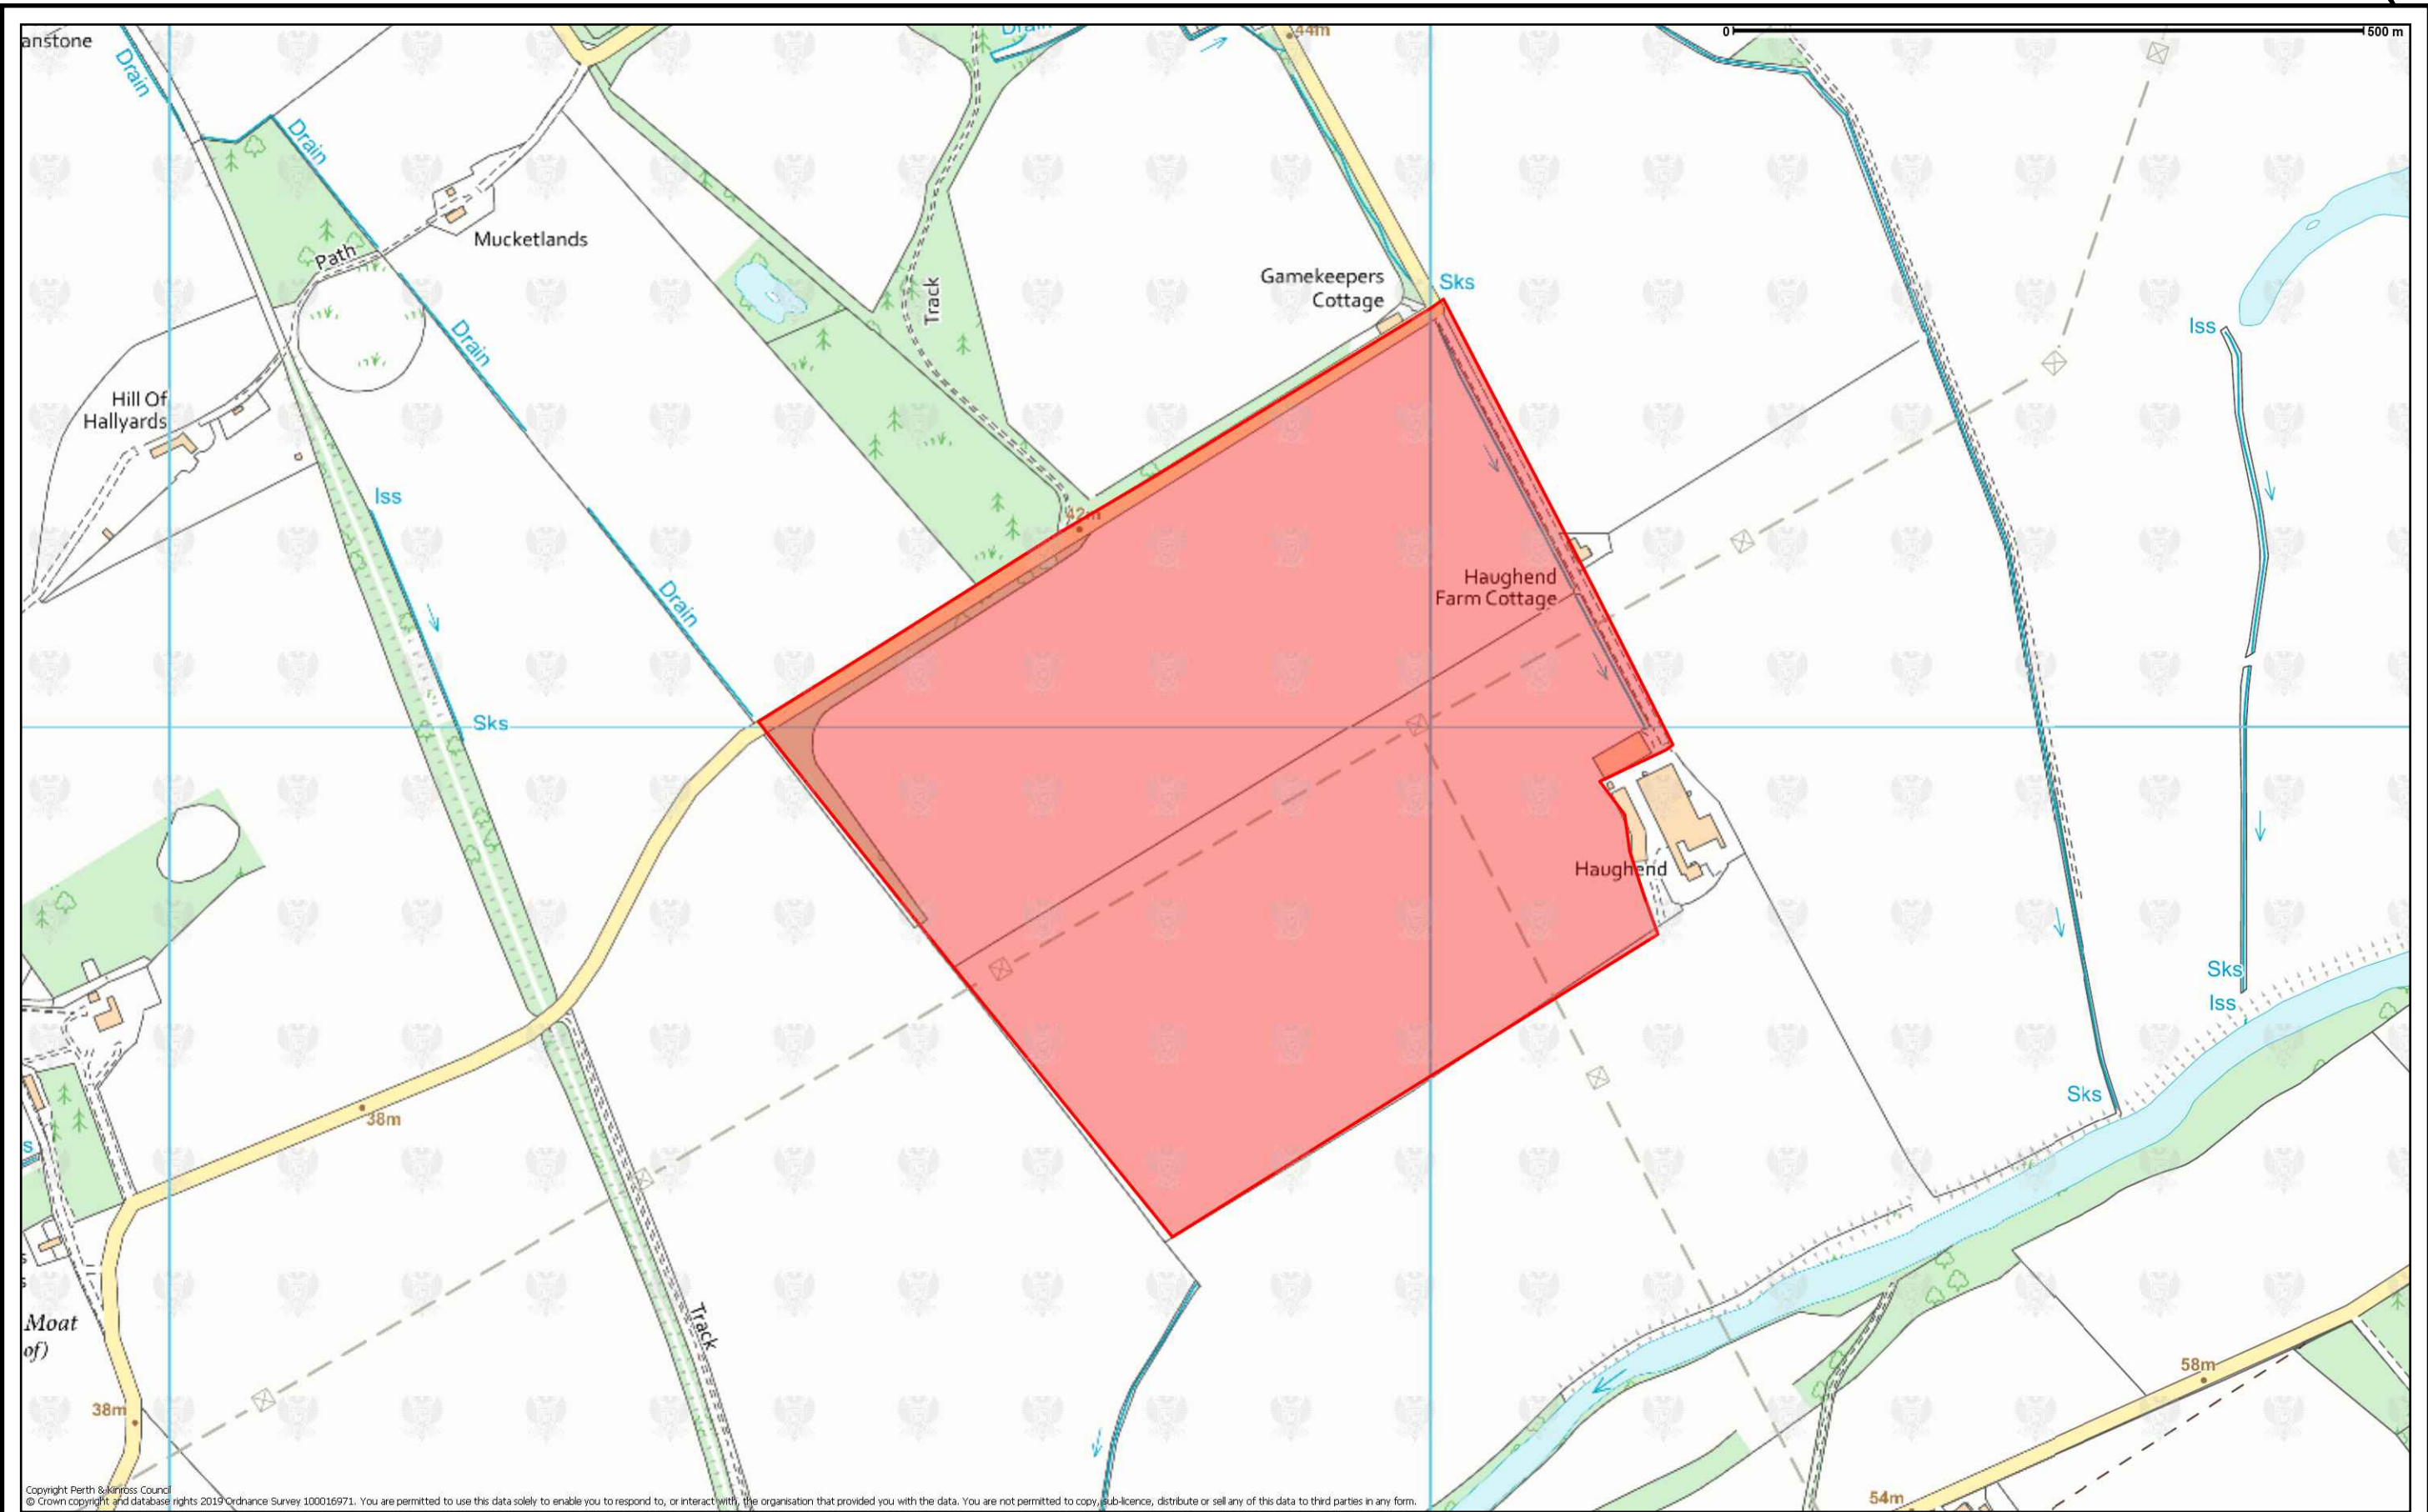 anstone
Drain
Drain
44m
0
500 m
Drain
Mucketlands
Path
Track
Gamekeepers
Cottage
Sks
Iss
Drain
Hill Of
Hallyards
Iss
42m
Haughend
Farm Cottage
Drain
Sks
Haughend
Sks
Iss
38m
Sks
s
Track
Moat
of)
38m
58m
54m
Copyright Perth & Kinross Council
© Crown copyright and database rights 2019 Ordnance Survey 100016971. You are permitted to use this data solely to enable you to respond to, or interact with, the organisation that provided you with the data. You are not permitted to copy, sub-licence, distribute or sell any of this data to third parties in any form.